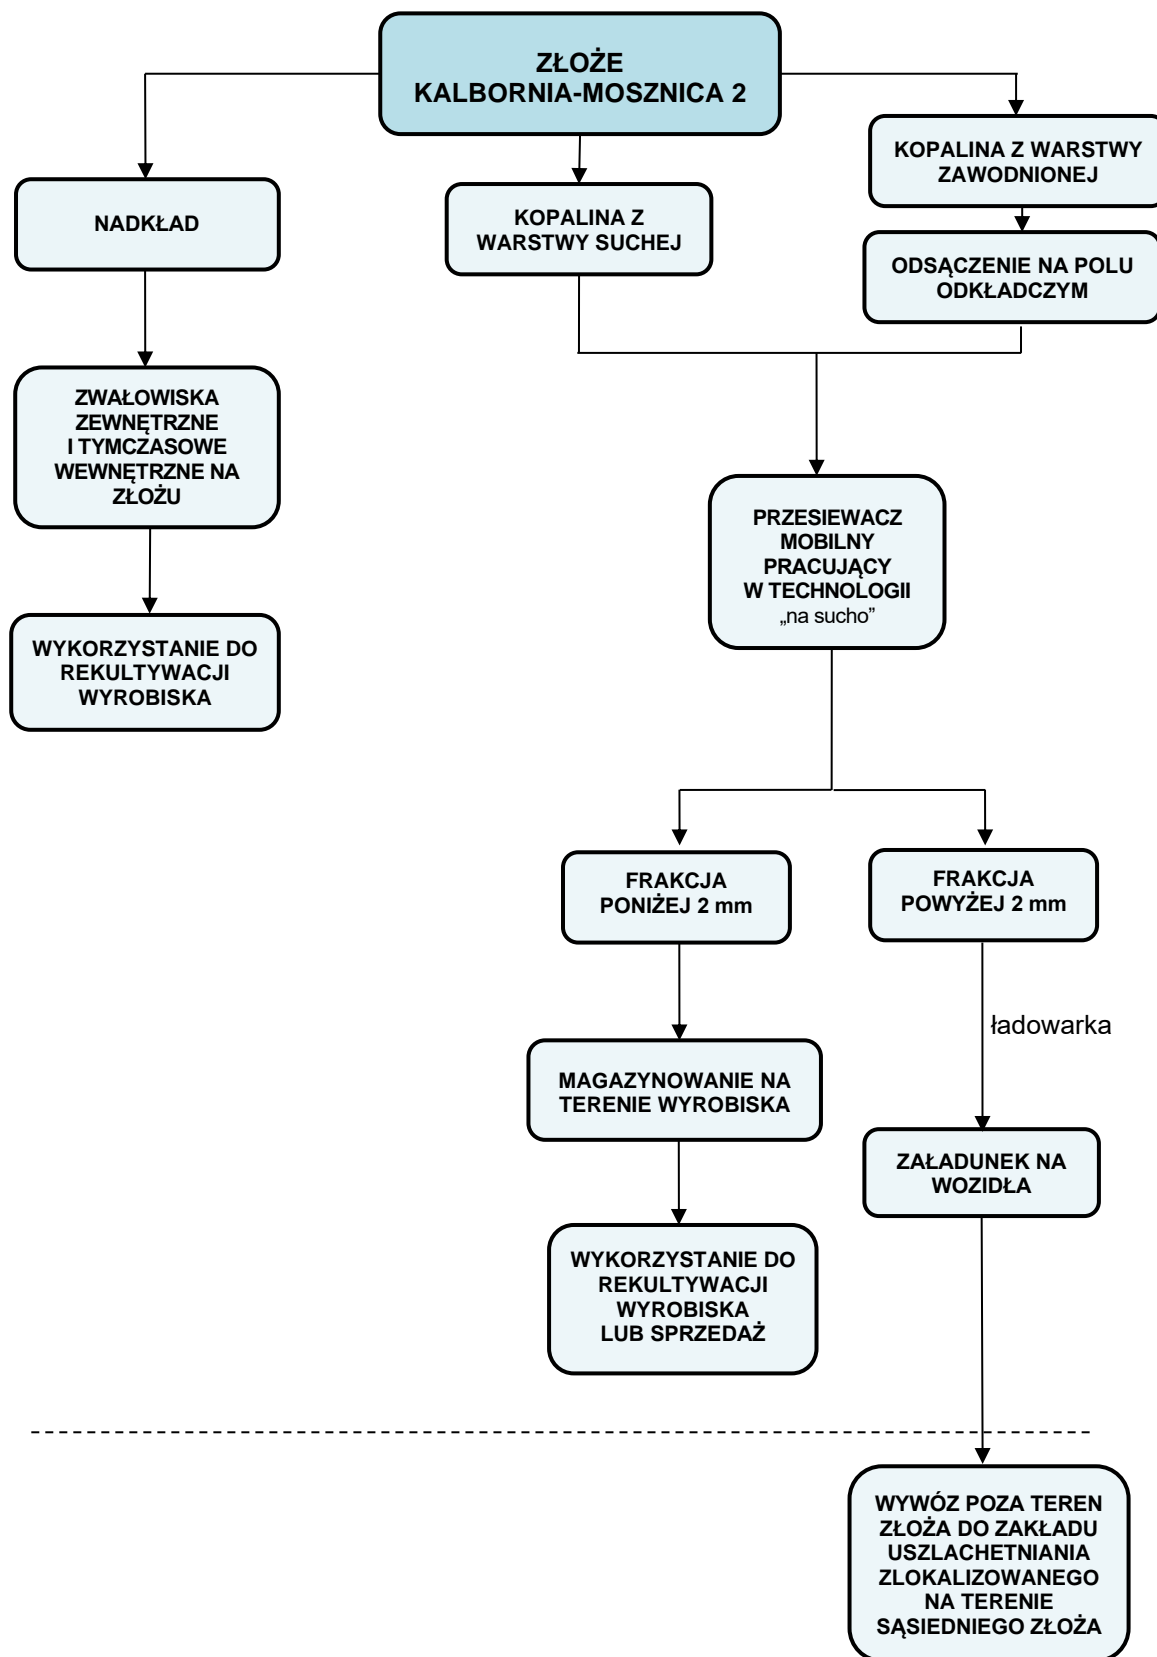 ZŁOŻE
KALBORNIA-MOSZNICA 2
KOPALINA Z WARSTWY
ZAWODNIONEJ
NADKŁAD
KOPALINA Z
WARSTWY SUCHEJ
ODSĄCZENIE NA POLU
ODKŁADCZYM
ZWAŁOWISKA
ZEWNĘTRZNE
I TYMCZASOWE
WEWNĘTRZNE NA
ZŁOŻU
PRZESIEWACZ
MOBILNY
PRACUJĄCY
W TECHNOLOGII
„na sucho”
WYKORZYSTANIE DO
REKULTYWACJI
WYROBISKA
FRAKCJA
PONIŻEJ 2 mm
FRAKCJA
POWYŻEJ 2 mm
ładowarka
MAGAZYNOWANIE NA
TERENIE WYROBISKA
ZAŁADUNEK NA
WOZIDŁA
WYKORZYSTANIE DO
REKULTYWACJI
WYROBISKA
LUB SPRZEDAŻ
WYWÓZ POZA TEREN
ZŁOŻA DO ZAKŁADU
USZLACHETNIANIA
ZLOKALIZOWANEGO
NA TERENIE
SĄSIEDNIEGO ZŁOŻA